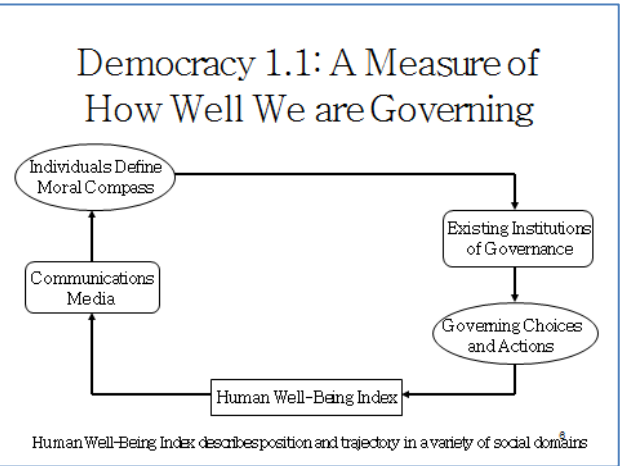 Democracy 1.1: A Measure of
How Well We are Governing
Individuals Define
Moral Compass
Existing Institutions
of Governance
Communications
Media
Governing Choices
and Actions
Human Well-Being Index
Human Well-Being Index describes position and trajectory in a variety of social domains
6